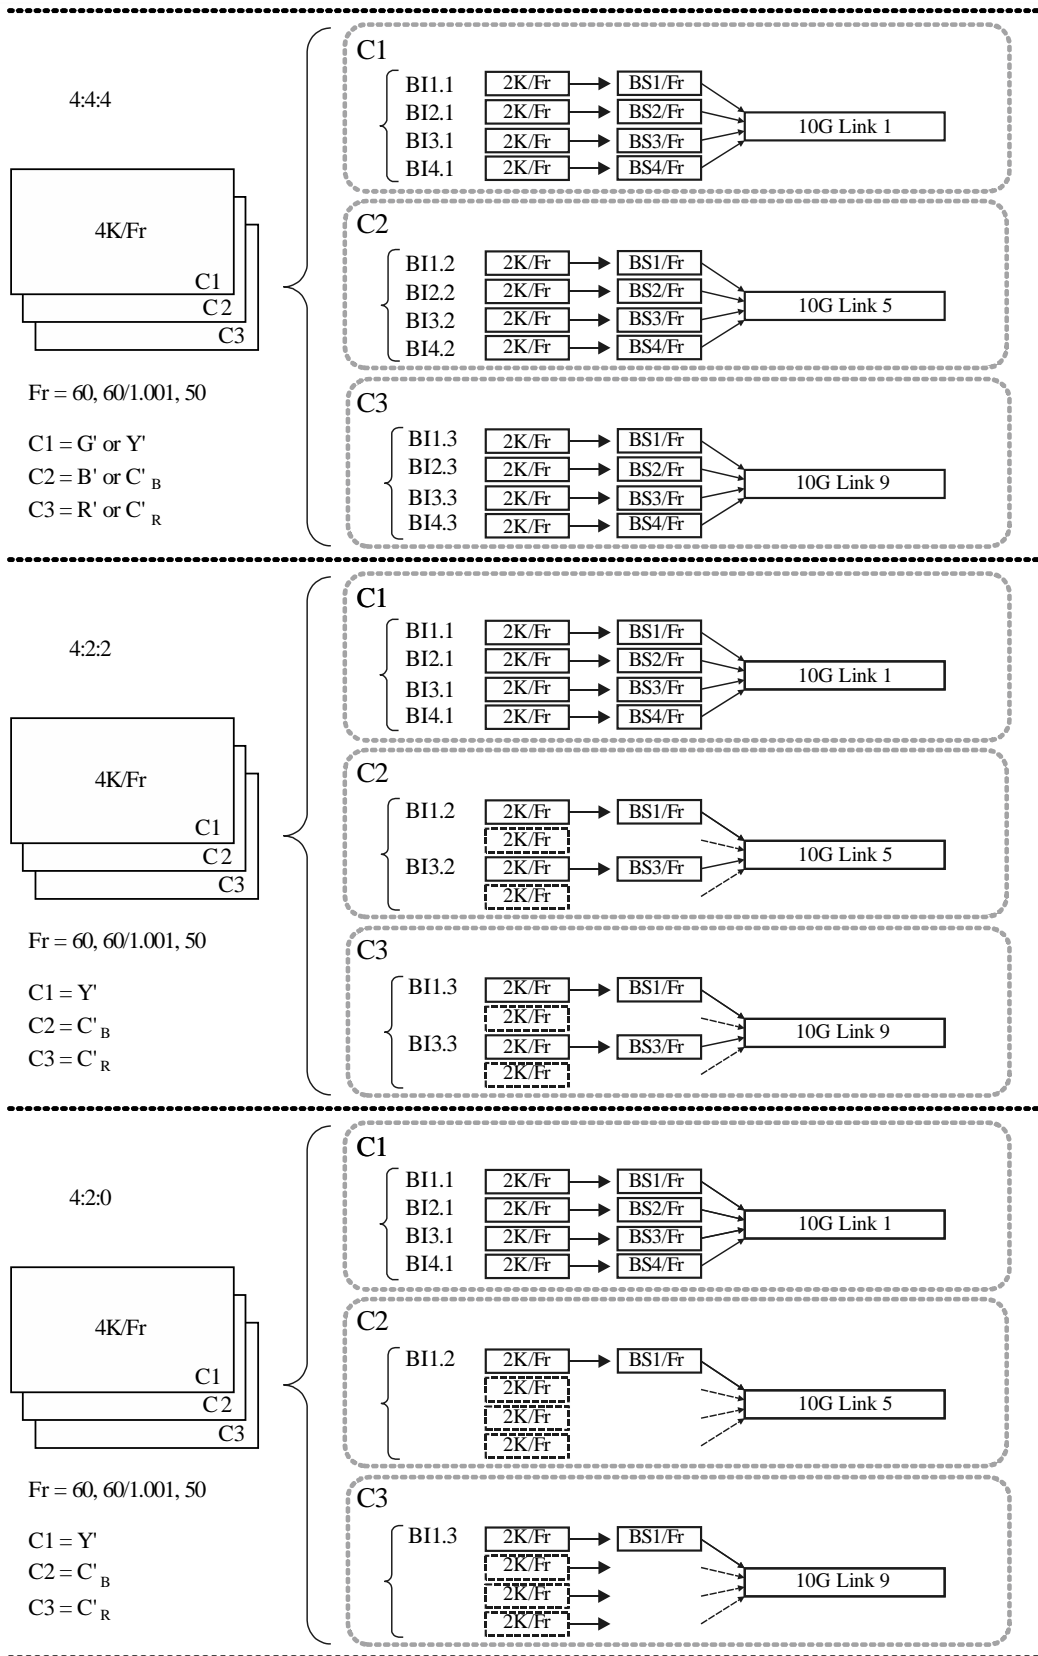 4:4:4
4K/Fr
C1
C2
C3
Fr = 60, 60/1.001, 50
C1 = G' or Y'
C2 = B' or C'B
C3 = R' or C'R
C1
BI1.1 2K/Fr BS1/Fr
BI2.1 2K/Fr BS2/Fr
BI3.1 2K/Fr BS3/Fr
BI4.1 2K/Fr BS4/Fr
10G Link 1
C2
BI1.2 2K/Fr BS1/Fr
BI2.2 2K/Fr BS2/Fr
BI3.2 2K/Fr BS3/Fr
BI4.2 2K/Fr BS4/Fr
10G Link 5
C3
BI1.3 2K/Fr BS1/Fr
BI2.3 2K/Fr BS2/Fr
BI3.3 2K/Fr BS3/Fr
BI4.3 2K/Fr BS4/Fr
10G Link 9
4:2:2
4K/Fr
C1
C2
C3
Fr = 60, 60/1.001, 50
C1 = Y'
C2 = C'B
C3 = C'R
C1
BI1.1 2K/Fr BS1/Fr
BI2.1 2K/Fr BS2/Fr
BI3.1 2K/Fr BS3/Fr
BI4.1 2K/Fr BS4/Fr
10G Link 1
C2
BI1.2 2K/Fr BS1/Fr
2K/Fr
BI3.2 2K/Fr BS3/Fr
2K/Fr
10G Link 5
C3
BI1.3 2K/Fr BS1/Fr
2K/Fr
BI3.3 2K/Fr BS3/Fr
2K/Fr
10G Link 9
4:2:0
4K/Fr
C1
C2
C3
Fr = 60, 60/1.001, 50
C1 = Y'
C2 = C'B
C3 = C'R
C1
BI1.1 2K/Fr BS1/Fr
BI2.1 2K/Fr BS2/Fr
BI3.1 2K/Fr BS3/Fr
BI4.1 2K/Fr BS4/Fr
10G Link 1
C2
BI1.2 2K/Fr BS1/Fr
2K/Fr
2K/Fr
2K/Fr
10G Link 5
C3
BI1.3 2K/Fr BS1/Fr
2K/Fr
2K/Fr
2K/Fr
10G Link 9